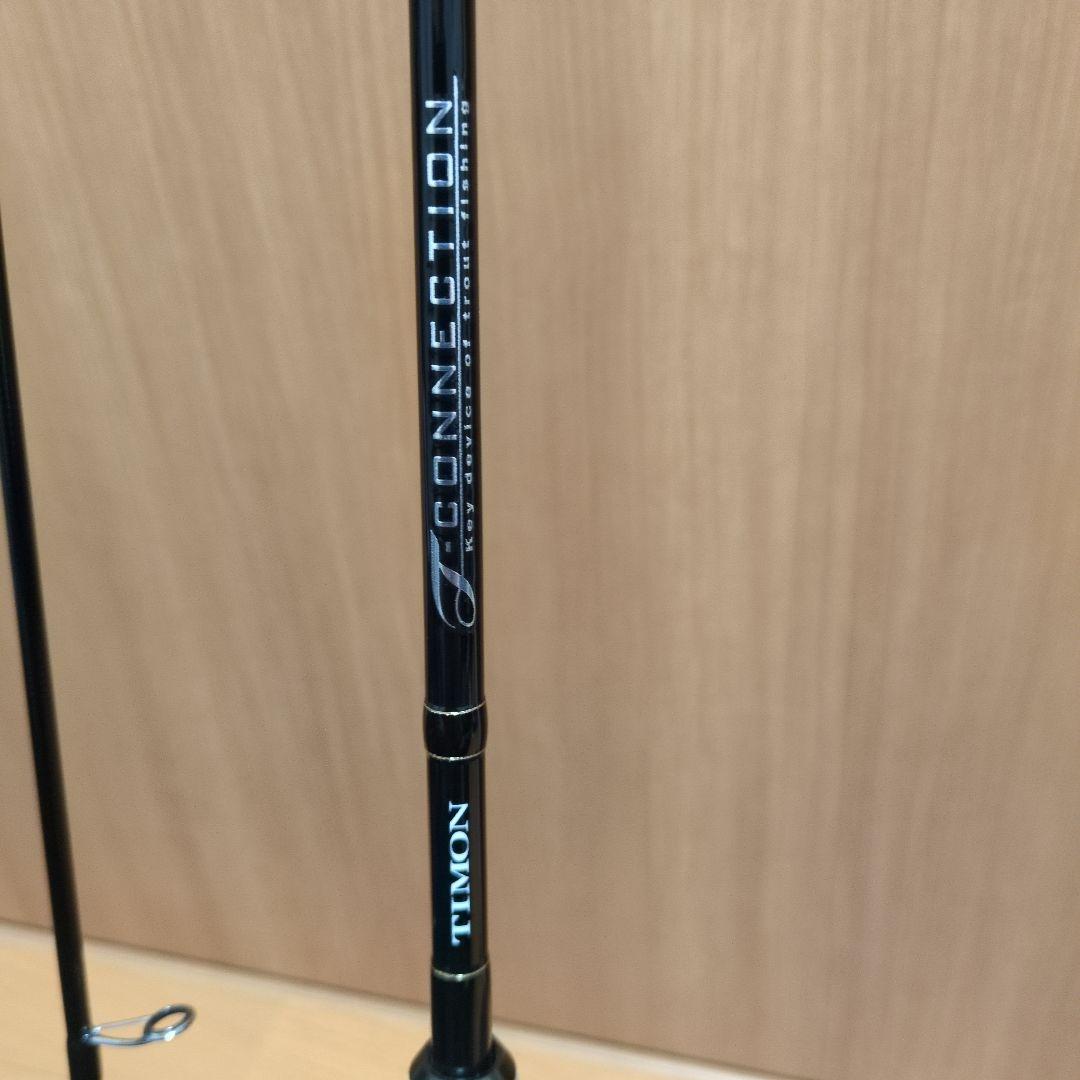 T-CONNECTION
Key device of trout fishing
TIMON